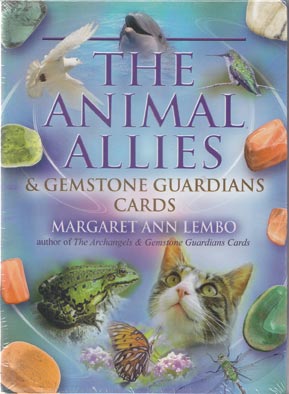 THE
ANIMAL
ALLIES
& GEMSTONE GUARDIANS
CARDS
MARGARET ANN LEMBO
author of The Archangels & Gemstone Guardians Cards